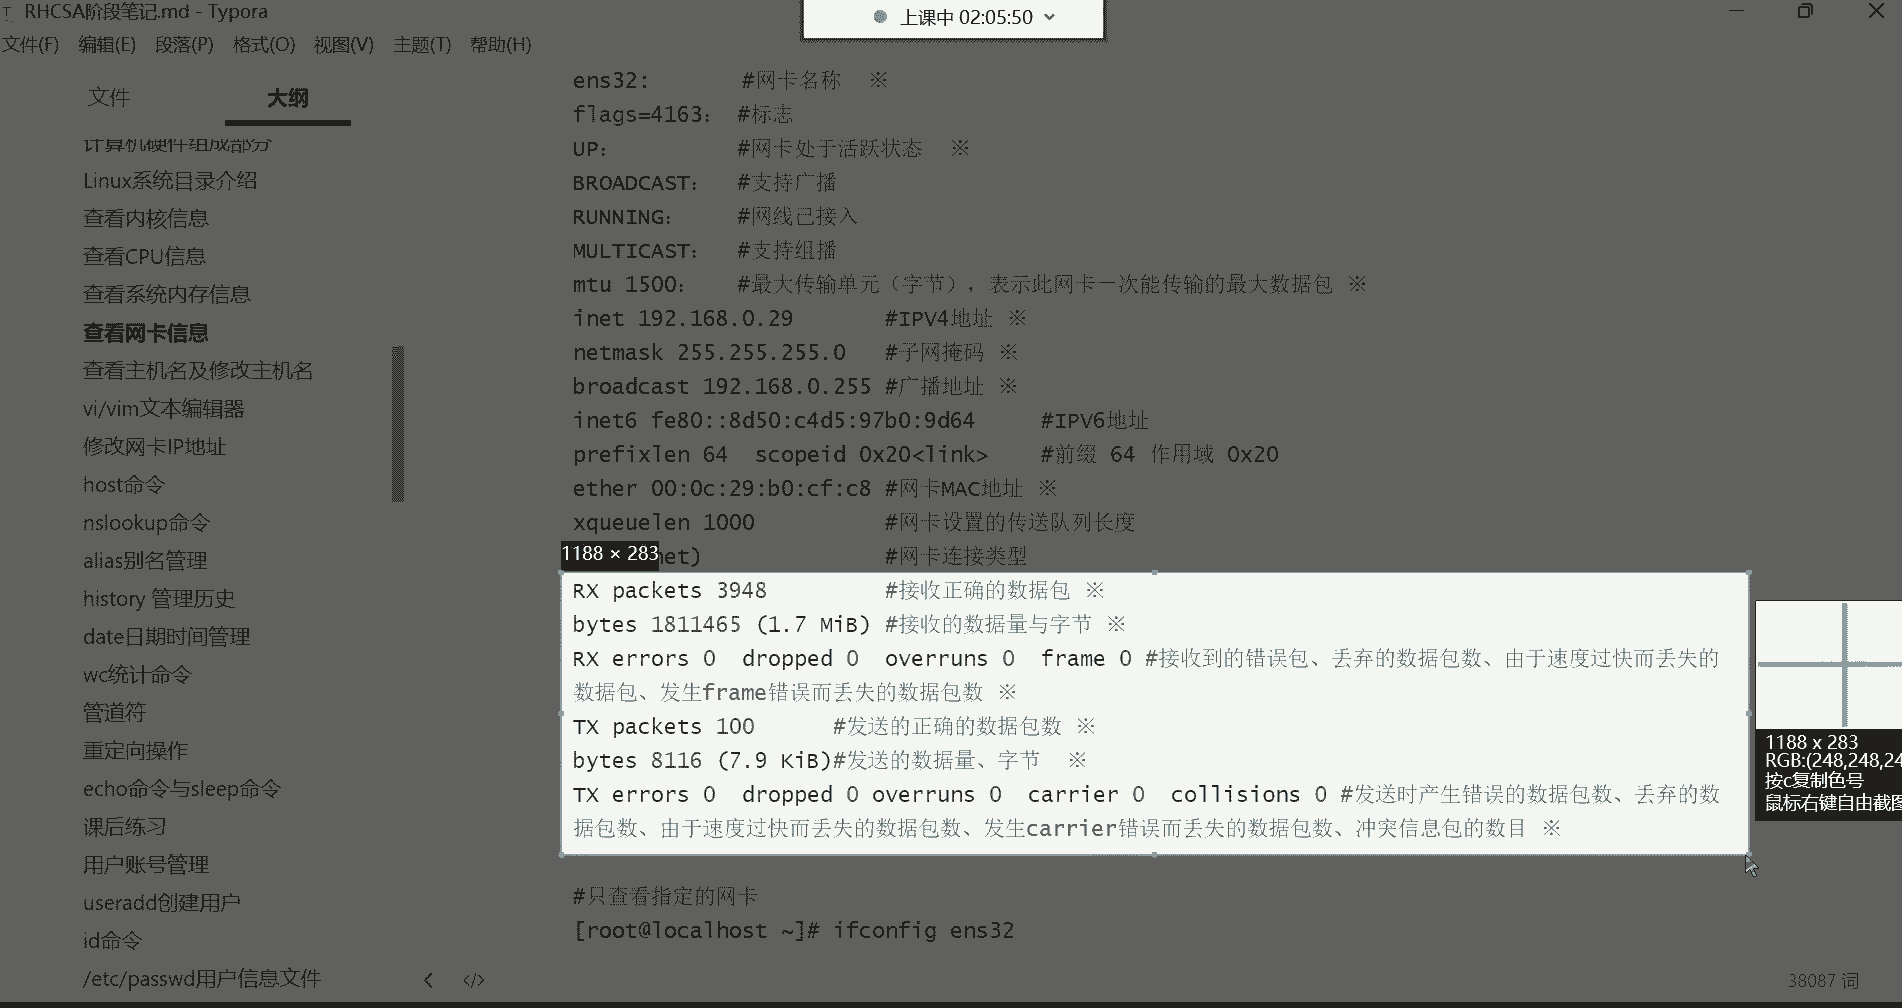 RHCSA阶段笔记.md - Typora
上课中 02:05:50
文件(F) 编辑(E) 段落(P) 格式(O) 视图(V) 主题(T) 帮助(H)
文件
大纲
计算机硬件组成部分
Linux系统目录介绍
查看内核信息
查看CPU信息
查看系统内存信息
查看网卡信息
查看主机名及修改主机名
vi/vim文本编辑器
修改网卡IP地址
host命令
nslookup命令
alias别名管理
history 管理历史
date日期时间管理
wc统计命令
管道符
重定向操作
echo命令与sleep命令
课后练习
用户账号管理
useradd创建用户
id命令
/etc/passwd用户信息文件
ens32: #网卡名称 ※
flags=4163： #标志
UP： #网卡处于活跃状态 ※
BROADCAST： #支持广播
RUNNING： #网线已接入
MULTICAST： #支持组播
mtu 1500： #最大传输单元（字节），表示此网卡一次能传输的最大数据包 ※
inet 192.168.0.29 #IPV4地址 ※
netmask 255.255.255.0 #子网掩码 ※
broadcast 192.168.0.255 #广播地址 ※
inet6 fe80::8d50:c4d5:97b0:9d64 #IPV6地址
prefixlen 64 scopeid 0x20<link> #前缀 64 作用域 0x20
ether 00:0c:29:b0:cf:c8 #网卡MAC地址 ※
xqueuelen 1000 #网卡设置的传送队列长度
1188 × 283
net) #网卡连接类型
RX packets 3948 #接收正确的数据包 ※
bytes 1811465 (1.7 MiB) #接收的数据量与字节 ※
RX errors 0 dropped 0 overruns 0 frame 0 #接收到的错误包、丢弃的数据包数、由于速度过快而丢失的
数据包、发生frame错误而丢失的数据包数 ※
TX packets 100 #发送的正确的数据包数 ※
bytes 8116 (7.9 KiB)#发送的数据量、字节 ※
TX errors 0 dropped 0 overruns 0 carrier 0 collisions 0 #发送时产生错误的数据包数、丢弃的数
据包数、由于速度过快而丢失的数据包数、发生carrier错误而丢失的数据包数、冲突信息包的数目 ※
#只查看指定的网卡
[root@localhost ~]# ifconfig ens32
1188 x 283
RGB:(248,248,24
按c复制色号
鼠标右键自由截图
38087 词